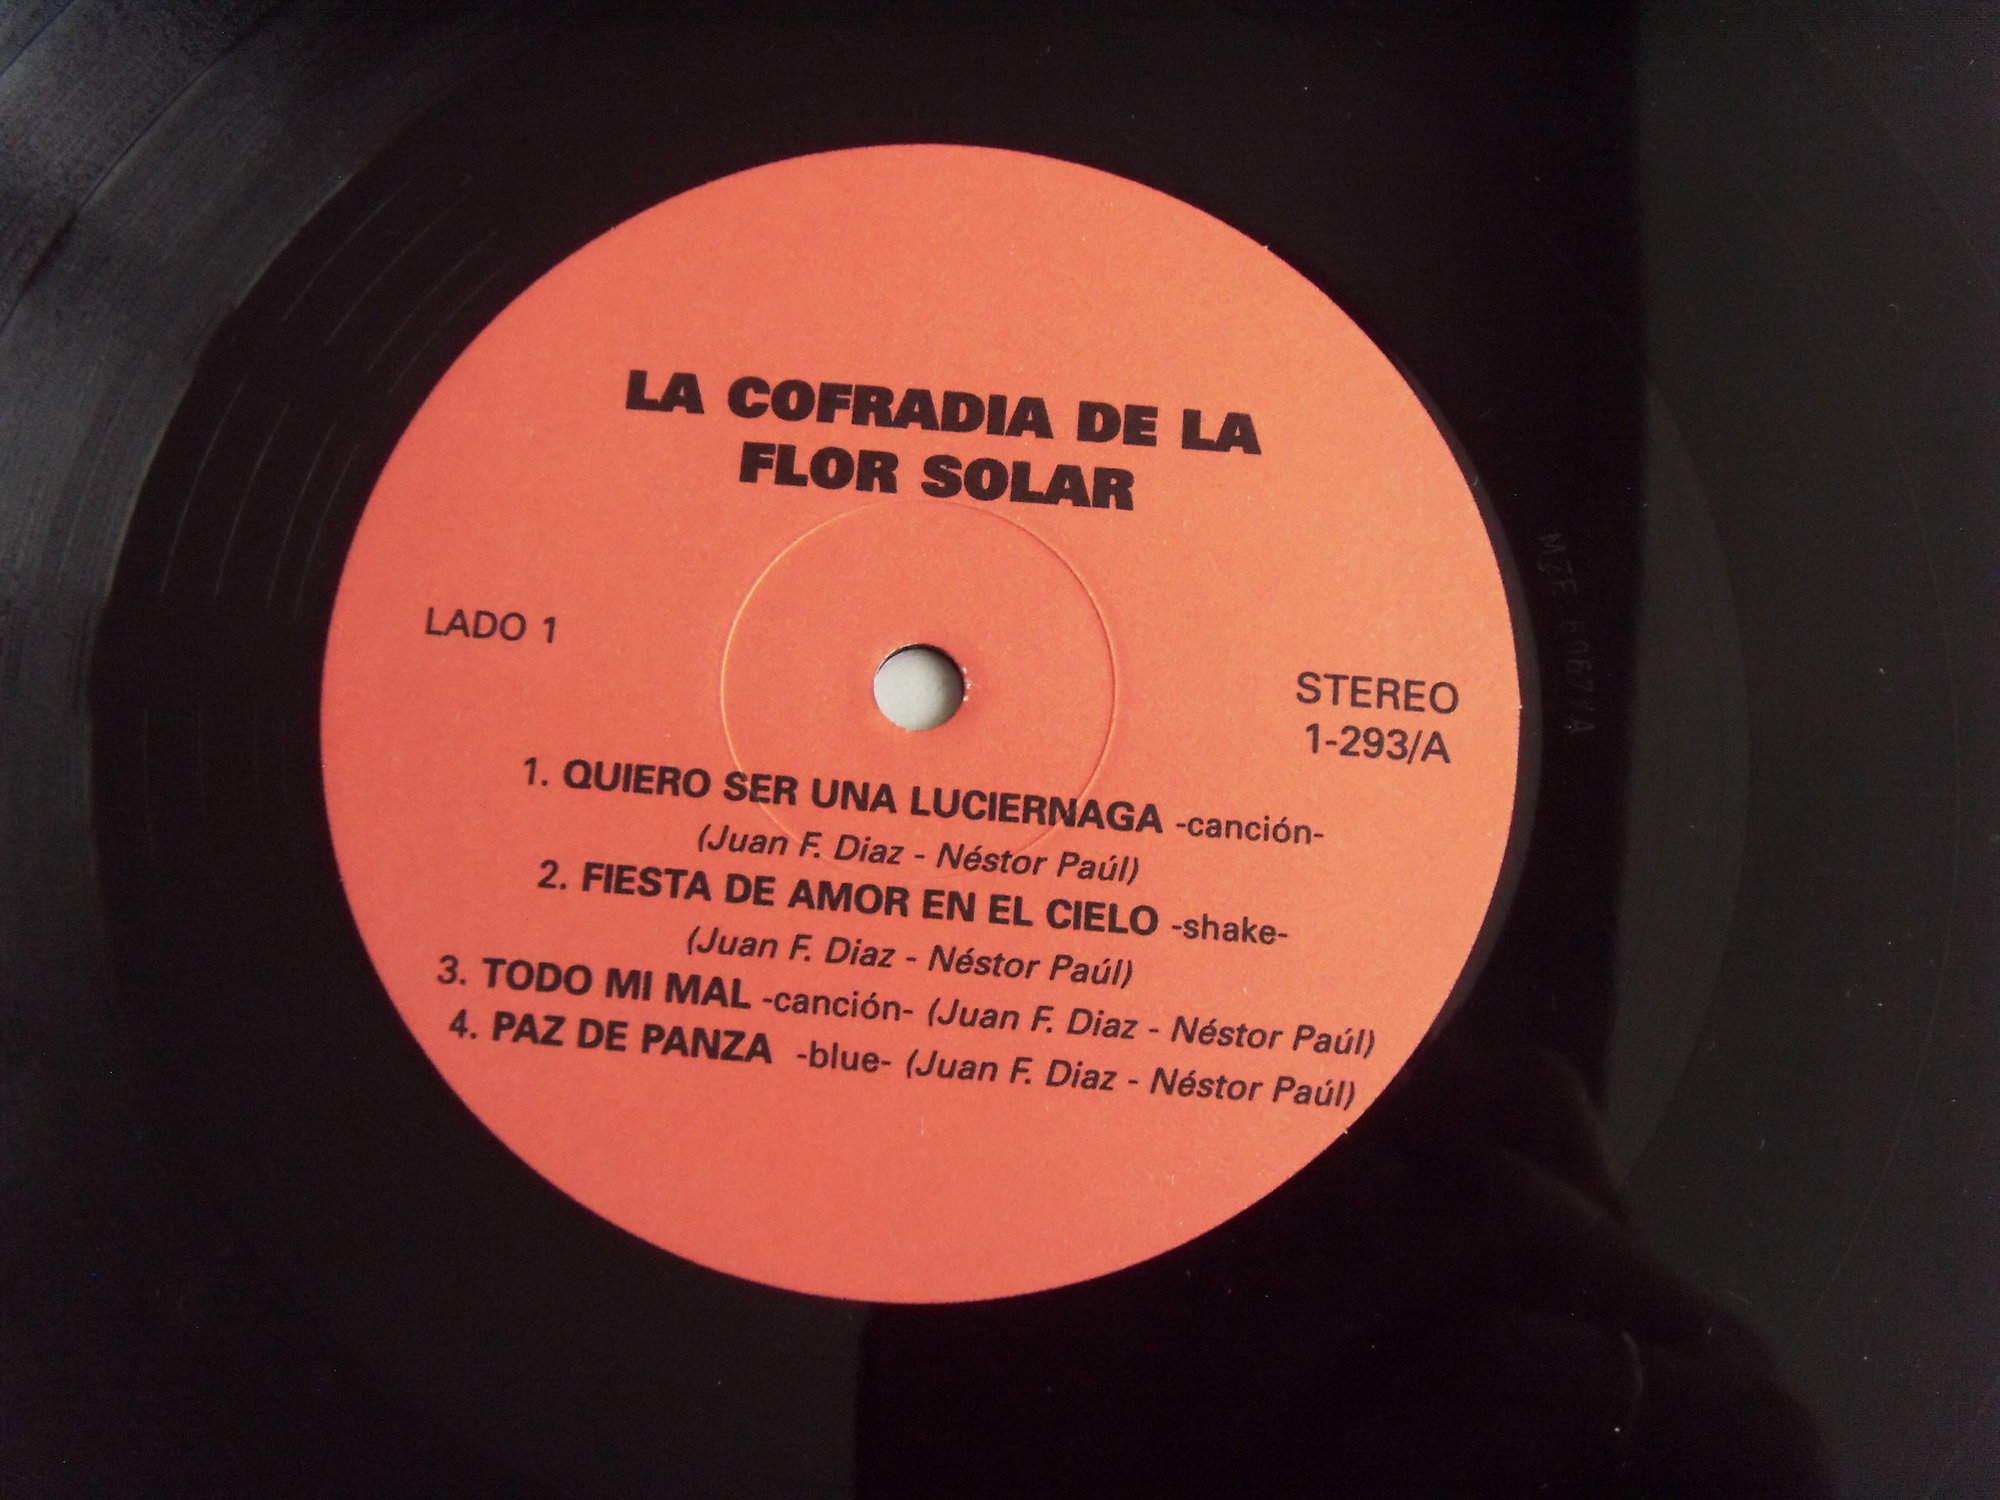 LA COFRADIA DE LA
FLOR SOLAR
LADO 1
STEREO
1-293/A
1. QUIERO SER UNA LUCIERNAGA -canción-
(Juan F. Diaz - Néstor Paúl)
2. FIESTA DE AMOR EN EL CIELO -shake-
(Juan F. Diaz - Néstor Paúl)
3. TODO MI MAL -canción- (Juan F. Diaz - Néstor Paúl)
4. PAZ DE PANZA -blue- (Juan F. Diaz - Néstor Paúl)